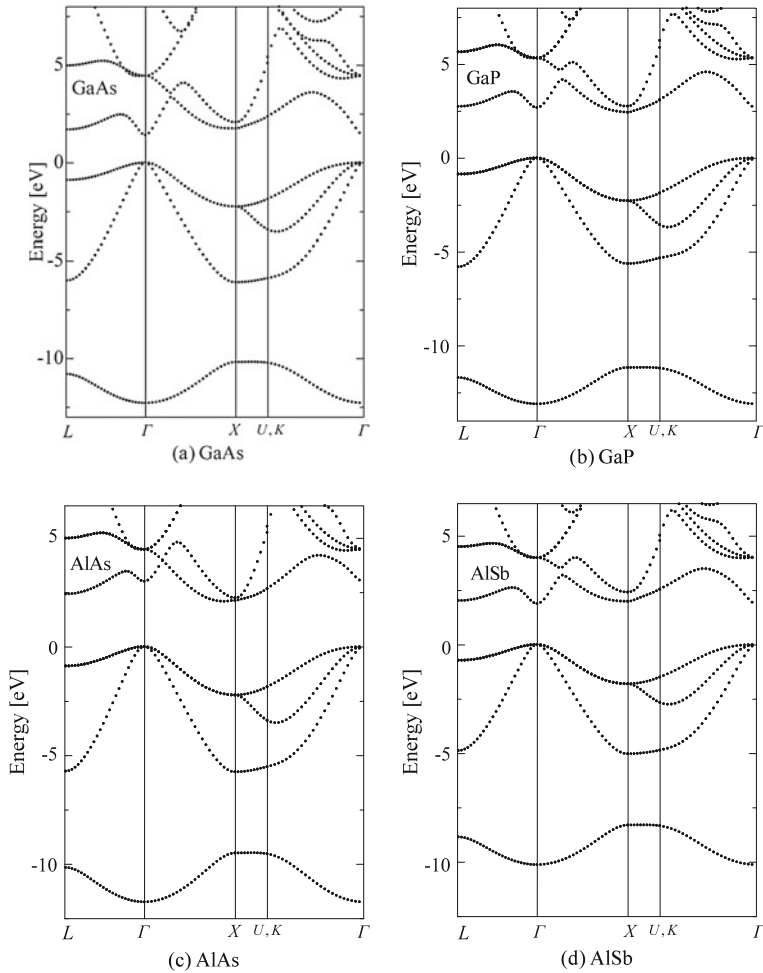 GaAs
5
0
-5
-10
Energy [eV]
L Γ X U, K Γ
(a) GaAs
GaP
5
0
-5
-10
Energy [eV]
L Γ X U, K Γ
(b) GaP
AlAs
5
0
-5
-10
Energy [eV]
L Γ X U, K Γ
(c) AlAs
AlSb
5
0
-5
-10
Energy [eV]
L Γ X U, K Γ
(d) AlSb